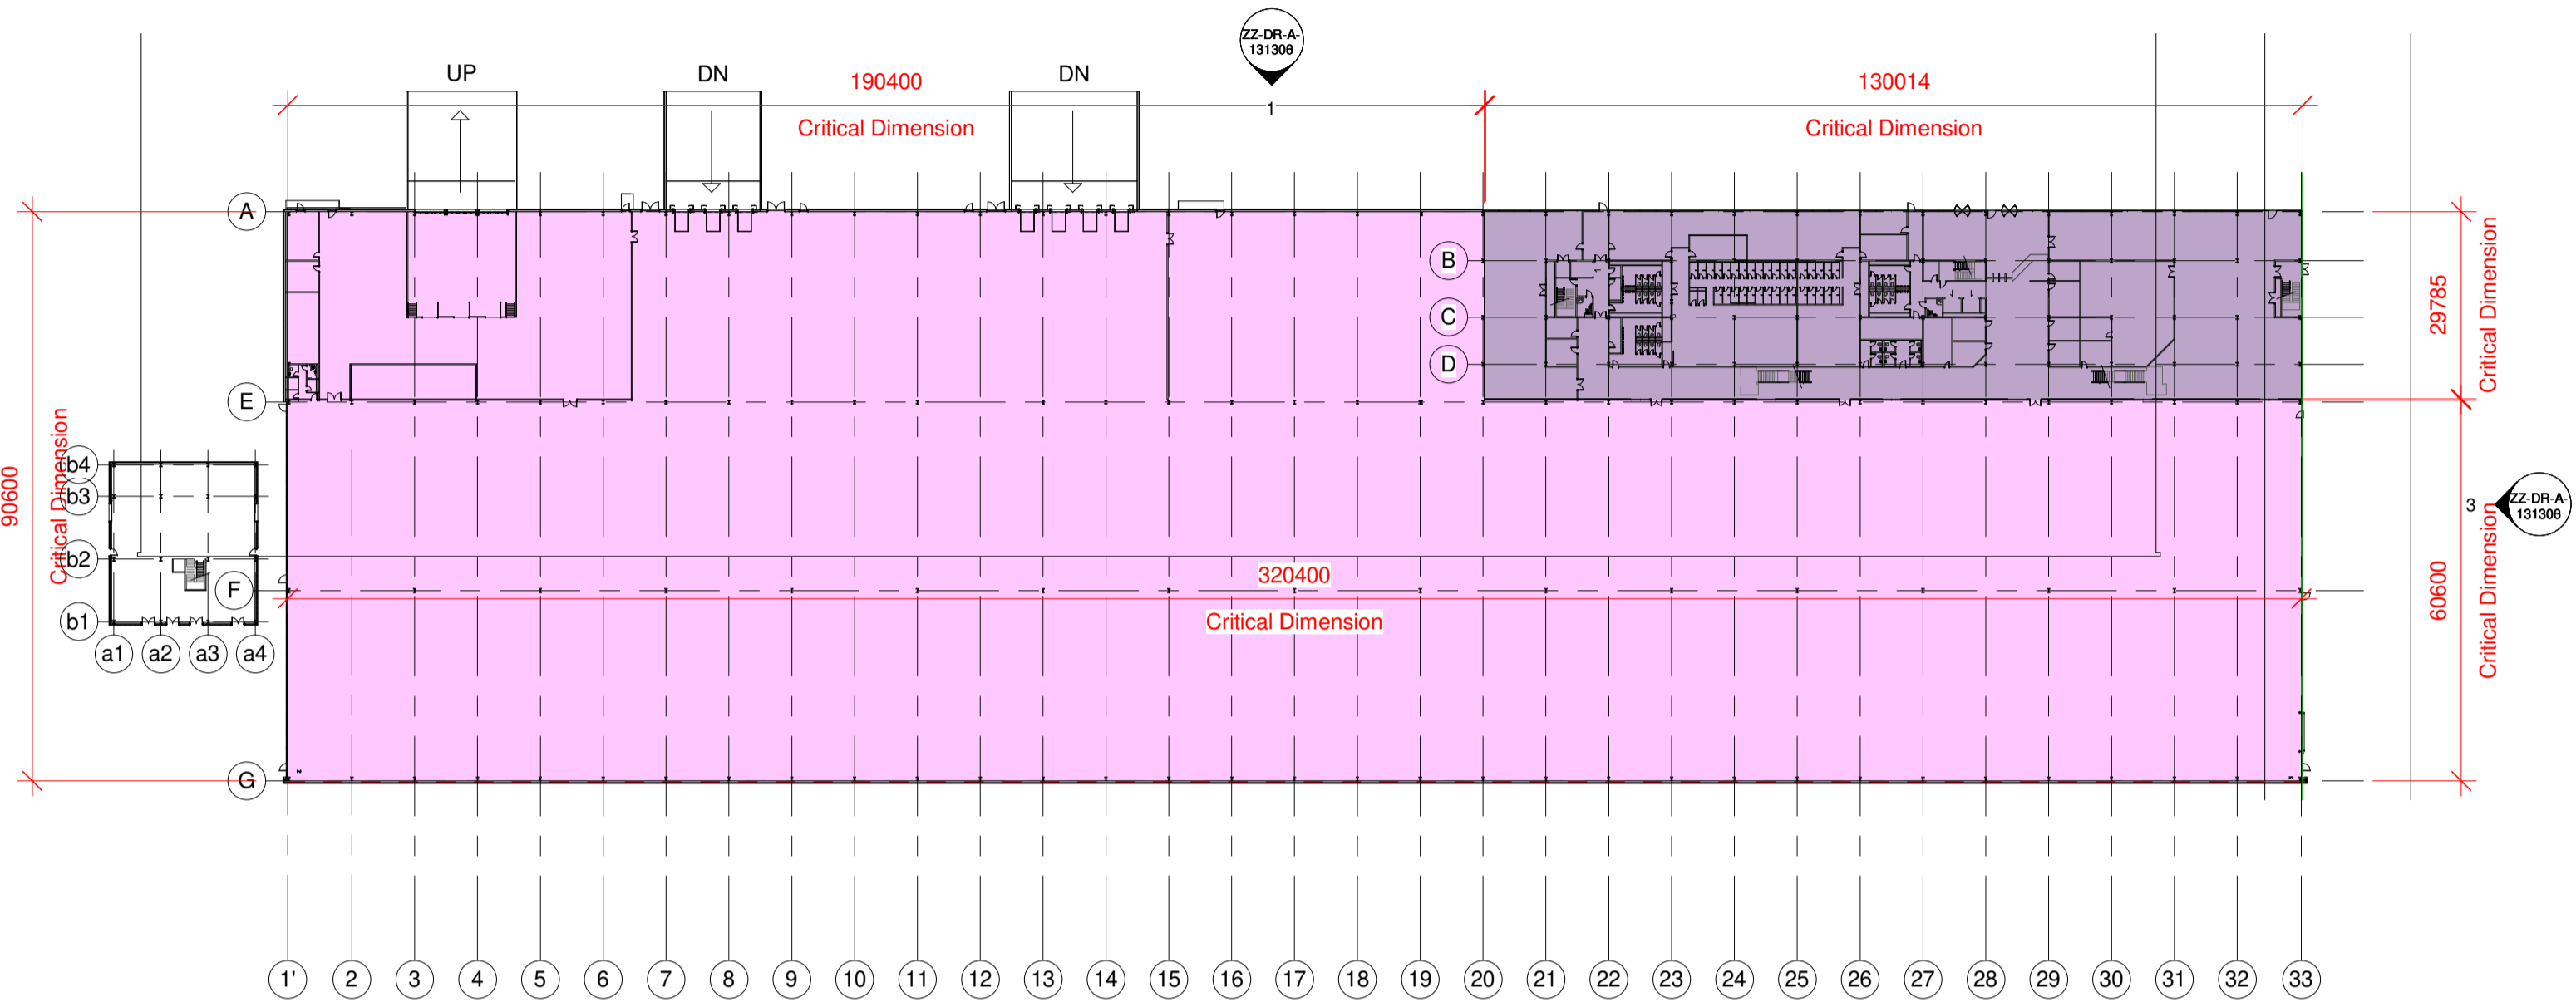 ZZ-DR-A-
131306
1
UP
DN
DN
190400
Critical Dimension
130014
Critical Dimension
A
B
C
D
E
29785
Critical Dimension
90600
Critical Dimension
b4
b3
b2
F
b1
a1 a2 a3 a4
320400
Critical Dimension
3
ZZ-DR-A-
131306
60600
Critical Dimension
G
1' 2 3 4 5 6 7 8 9 10 11 12 13 14 15 16 17 18 19 20 21 22 23 24 25 26 27 28 29 30 31 32 33